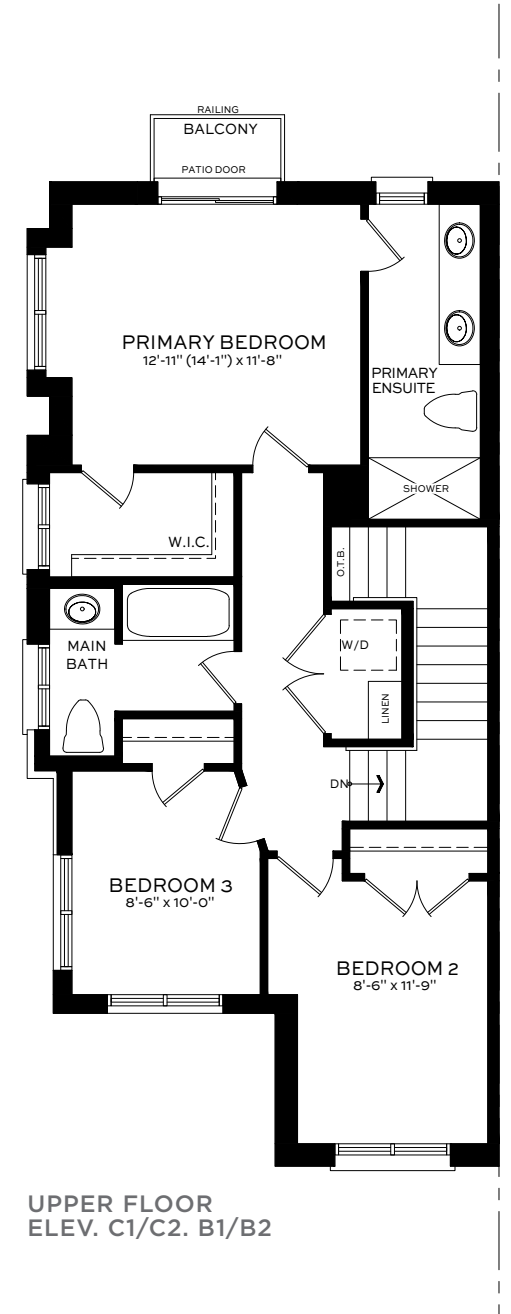 RAILING
BALCONY
PATIO DOOR
PRIMARY BEDROOM
12'-11" (14'-1") x 11'-8"
PRIMARY
ENSUITE
SHOWER
W.I.C.
O.T.B.
MAIN
BATH
W/D
LINEN
DN
BEDROOM 3
8'-6" x 10'-0"
BEDROOM 2
8'-6" x 11'-9"
UPPER FLOOR
ELEV. C1/C2. B1/B2